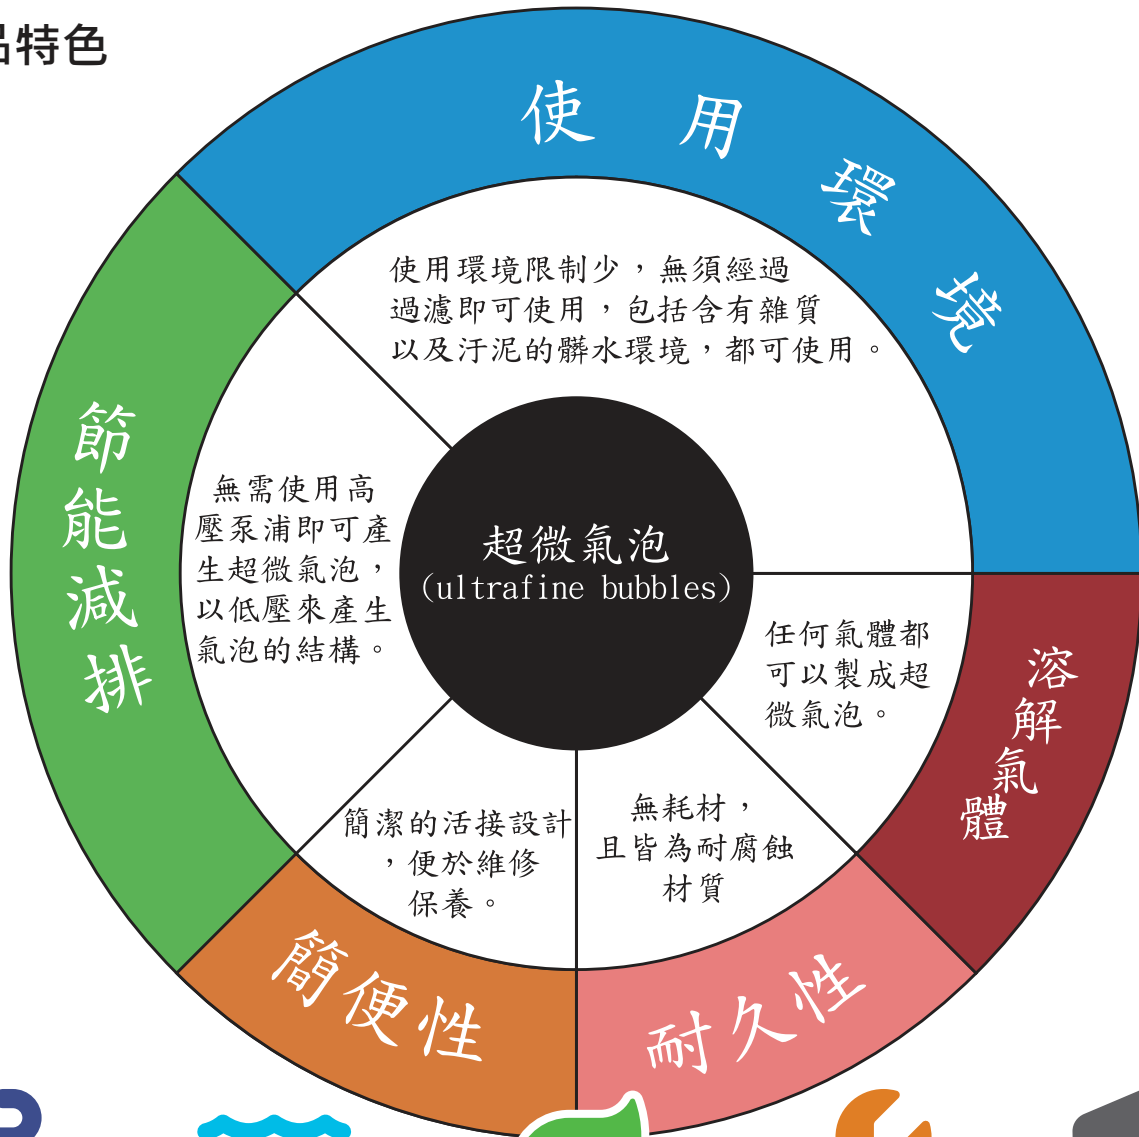 品特色
使用環境
使用環境限制少，無須經過
過濾即可使用，包括含有雜質
以及汙泥的髒水環境，都可使用。
節能減排
無需使用高
壓泵浦即可產
生超微氣泡，
以低壓來產生
氣泡的結構。
超微氣泡
(ultrafine bubbles)
任何氣體都
可以製成超
微氣泡。
溶解氣體
簡潔的活接設計
，便於維修
保養。
無耗材，
且皆為耐腐蝕
材質
簡便性
耐久性